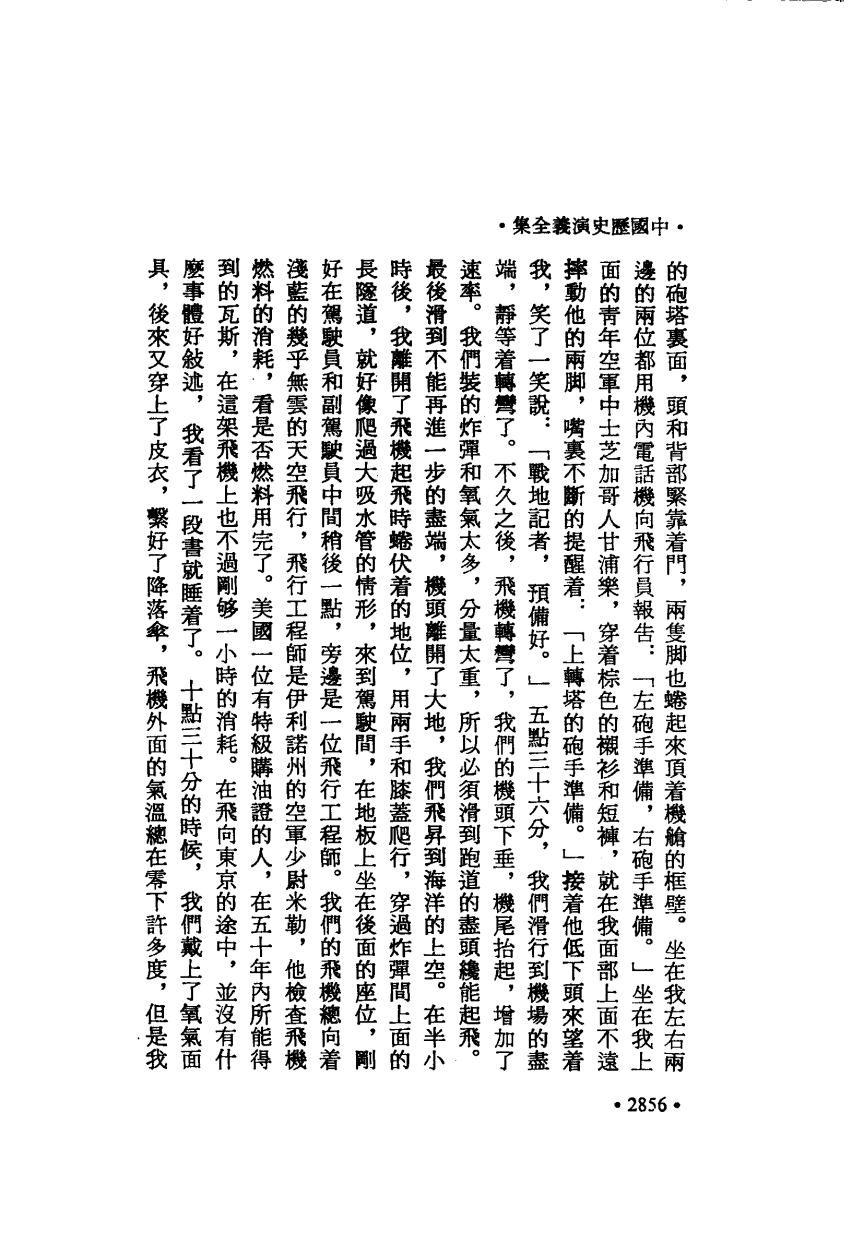 •中國歷史演義全集•
的砲塔裏面，頭和背部緊靠着門，兩隻脚也蜷起來頂着機艙的框壁。坐在我左右兩
邊的兩位都用機內電話機向飛行員報告：「左砲手準備，右砲手準備。」坐在我上
面的青年空軍中士芝加哥人甘浦樂，穿着棕色的襯衫和短褲，就在我面部上面不遠
摔動他的兩脚，嘴裏不斷的提醒着：「上轉塔的砲手準備。」接着他低下頭來望着
我，笑了一笑說：「戰地記者，預備好。」五點三十六分，我們滑行到機場的盡
端，靜等着轉彎了。不久之後，飛機轉彎了，我們的機頭下垂，機尾抬起，增加了
速率。我們裝的炸彈和氧氣太多，分量太重，所以必須滑到跑道的盡頭纔能起飛。
最後滑到不能再進一步的盡端，機頭離開了大地，我們飛昇到海洋的上空。在半小
時後，我離開了飛機起飛時蜷伏着的地位，用兩手和膝蓋爬行，穿過炸彈間上面的
長隧道，就好像爬過大吸水管的情形，來到駕駛間，在地板上坐在後面的座位，剛
好在駕駛員和副駕駛員中間稍後一點，旁邊是一位飛行工程師。我們的飛機總向着
淺藍的幾乎無雲的天空飛行，飛行工程師是伊利諾州的空軍少尉米勒，他檢查飛機
燃料的消耗，看是否燃料用完了。美國一位有特級購油證的人，在五十年內所能得
到的瓦斯，在這架飛機上也不過剛够一小時的消耗。在飛向東京的途中，並沒有什
麼事體好敍述，我看了一段書就睡着了。十點三十分的時候，我們戴上了氧氣面
具，後來又穿上了皮衣，繫好了降落傘，飛機外面的氣溫總在零下許多度，但是我
•2856•